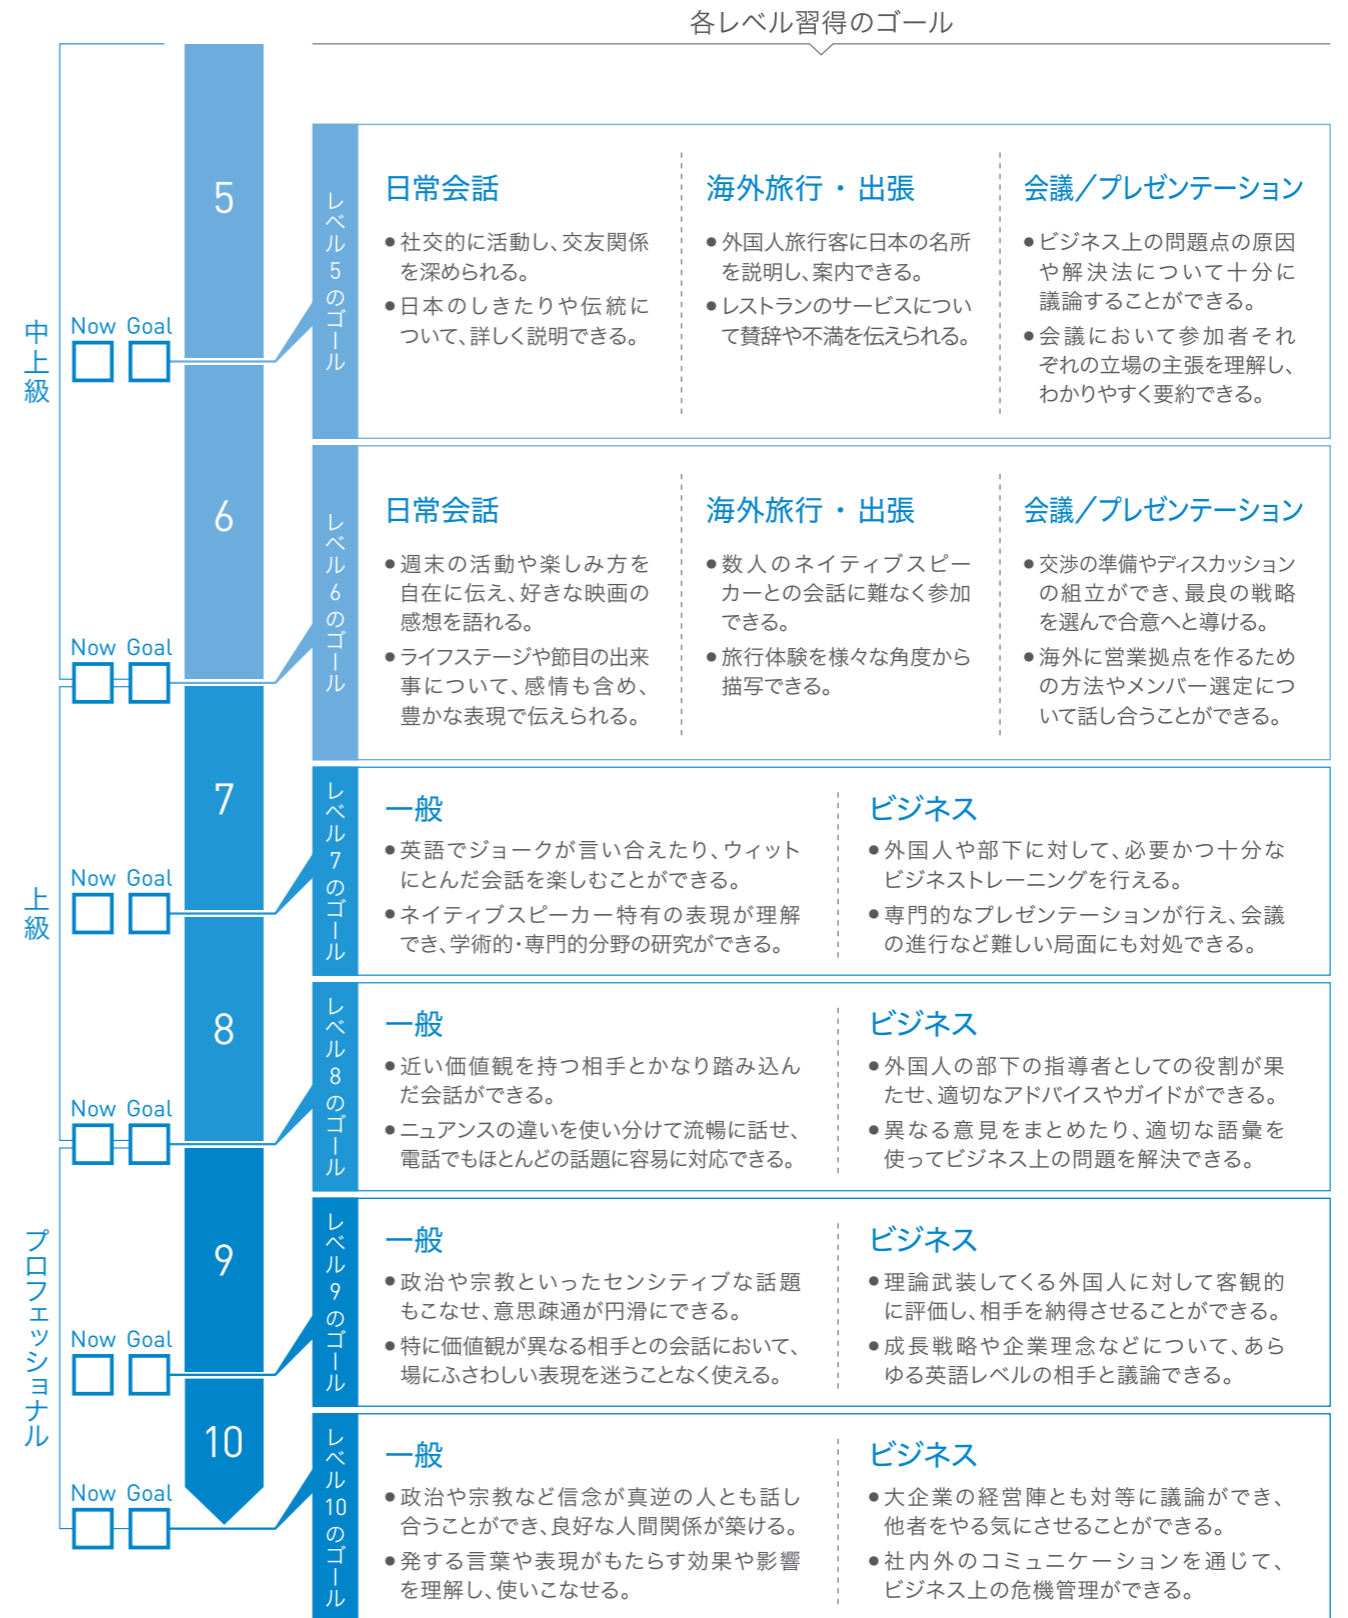 各レベル習得のゴール
中上級
5
Now Goal
レベル5のゴール
日常会話
●社交的に活動し、交友関係
を深められる。
●日本のしきたりや伝統に
ついて、詳しく説明できる。
海外旅行・出張
●外国人旅行客に日本の名所
を説明し、案内できる。
●レストランのサービスについ
て賛辞や不満を伝えられる。
会議/プレゼンテーション
●ビジネス上の問題点の原因
や解決法について十分に
議論することができる。
●会議において参加者それ
ぞれの立場の主張を理解し、
わかりやすく要約できる。
6
Now Goal
レベル6のゴール
日常会話
●週末の活動や楽しみ方を
自在に伝え、好きな映画の
感想を語れる。
●ライフステージや節目の出来
事について、感情も含め、
豊かな表現で伝えられる。
海外旅行・出張
●数人のネイティブスピー
カーとの会話に難なく参加
できる。
●旅行体験を様々な角度から
描写できる。
会議/プレゼンテーション
●交渉の準備やディスカッション
の組立ができ、最良の戦略
を選んで合意へと導ける。
●海外に営業拠点を作るため
の方法やメンバー選定につ
いて話し合うことができる。
上級
7
Now Goal
レベル7のゴール
一般
●英語でジョークが言い合えたり、ウィット
にとんだ会話を楽しむことができる。
●ネイティブスピーカー特有の表現が理解
でき、学術的・専門的分野の研究ができる。
ビジネス
●外国人や部下に対して、必要かつ十分な
ビジネストレーニングを行える。
●専門的なプレゼンテーションが行え、会議
の進行など難しい局面にも対処できる。
8
Now Goal
レベル8のゴール
一般
●近い価値観を持つ相手とかなり踏み込ん
だ会話ができる。
●ニュアンスの違いを使い分けて流暢に話せ、
電話でもほとんどの話題に容易に対応できる。
ビジネス
●外国人の部下の指導者としての役割が果
たせ、適切なアドバイスやガイドができる。
●異なる意見をまとめたり、適切な語彙を
使ってビジネス上の問題を解決できる。
プロフェッショナル
9
Now Goal
レベル9のゴール
一般
●政治や宗教といったセンシティブな話題
もこなせ、意思疎通が円滑にできる。
●特に価値観が異なる相手との会話において、
場にふさわしい表現を迷うことなく使える。
ビジネス
●理論武装してくる外国人に対して客観的
に評価し、相手を納得させることができる。
●成長戦略や企業理念などについて、あら
ゆる英語レベルの相手と議論できる。
10
Now Goal
レベル10のゴール
一般
●政治や宗教など信念が真逆の人とも話し
合うことができ、良好な人間関係が築ける。
●発する言葉や表現がもたらす効果や影響
を理解し、使いこなせる。
ビジネス
●大企業の経営陣とも対等に議論ができ、
他者をやる気にさせることができる。
●社内外のコミュニケーションを通じて、
ビジネス上の危機管理ができる。